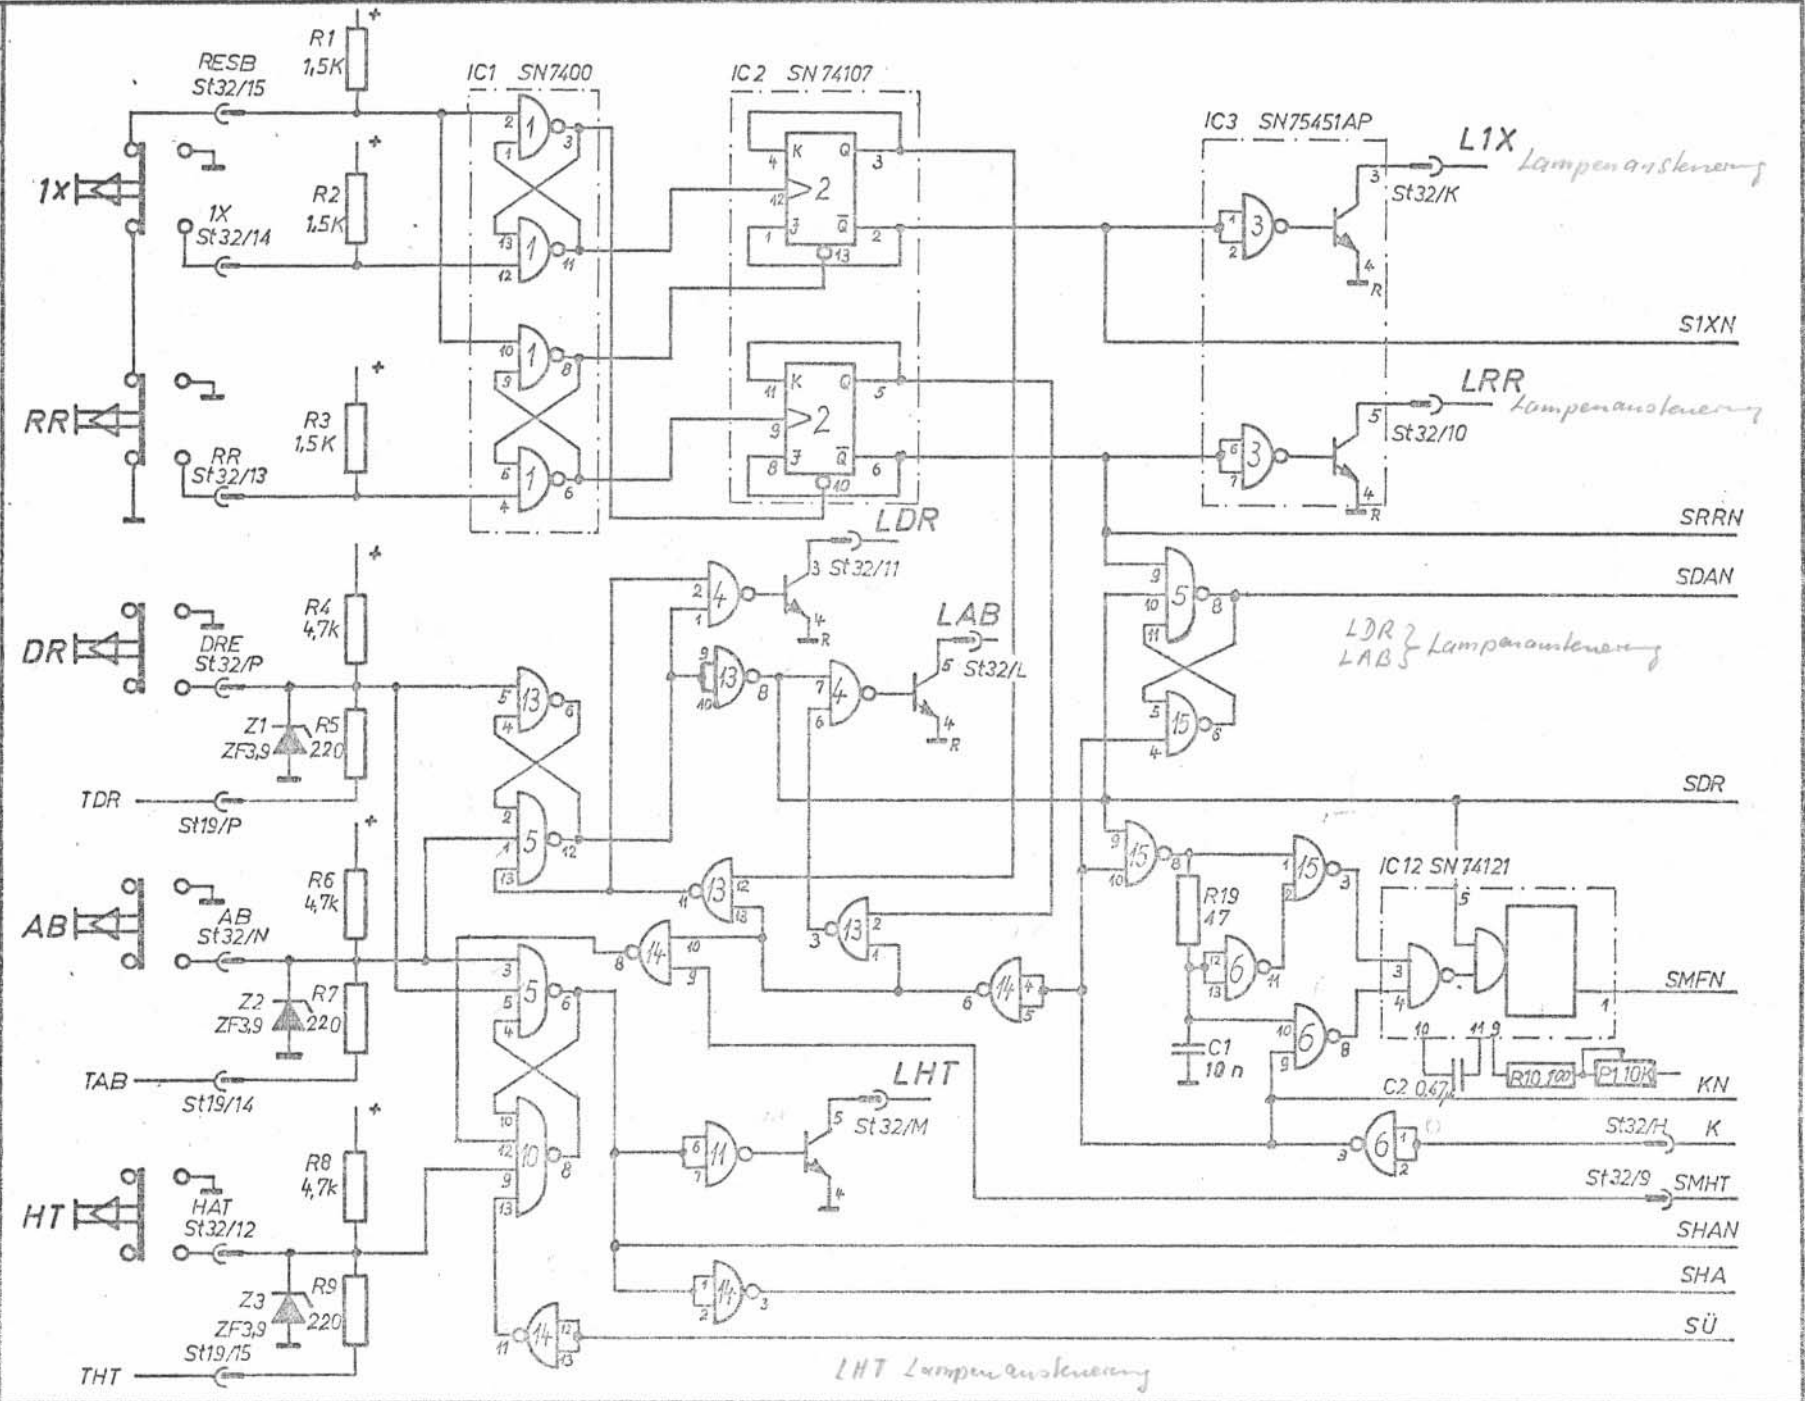 R1
1,5K
RESB
St32/15
IC1 SN7400
IC2 SN74107
IC3 SN75451AP
L1X
Lampenansteuerung
St32/K
1X
1X
St32/14
R2
1,5K
K Q
2
J Q
S1XN
RR
RR
St32/13
R3
1,5K
K Q
2
J Q
LRR
Lampenansteuerung
St32/10
SRRN
LDR
St32/11
SDAN
DR
DRE
St32/P
R4
4,7K
LAB
St32/L
LDR
LAB } Lampenansteuerung
Z1
ZF3,9
R5
220
TDR
St19/P
SDR
AB
AB
St32/N
R6
4,7K
IC12 SN74121
R19
47
SMFN
Z2
ZF3,9
R7
220
C1
10 n
C2 0,47µ
R10 100
P1 10K
TAB
St19/14
LHT
St32/M
KN
St32/H
K
HT
HAT
St32/12
R8
4,7k
St32/9
SMHT
SHAN
SHA
Z3
ZF3,9
R9
220
SÜ
THT
St19/15
LHT Lampenansteuerung